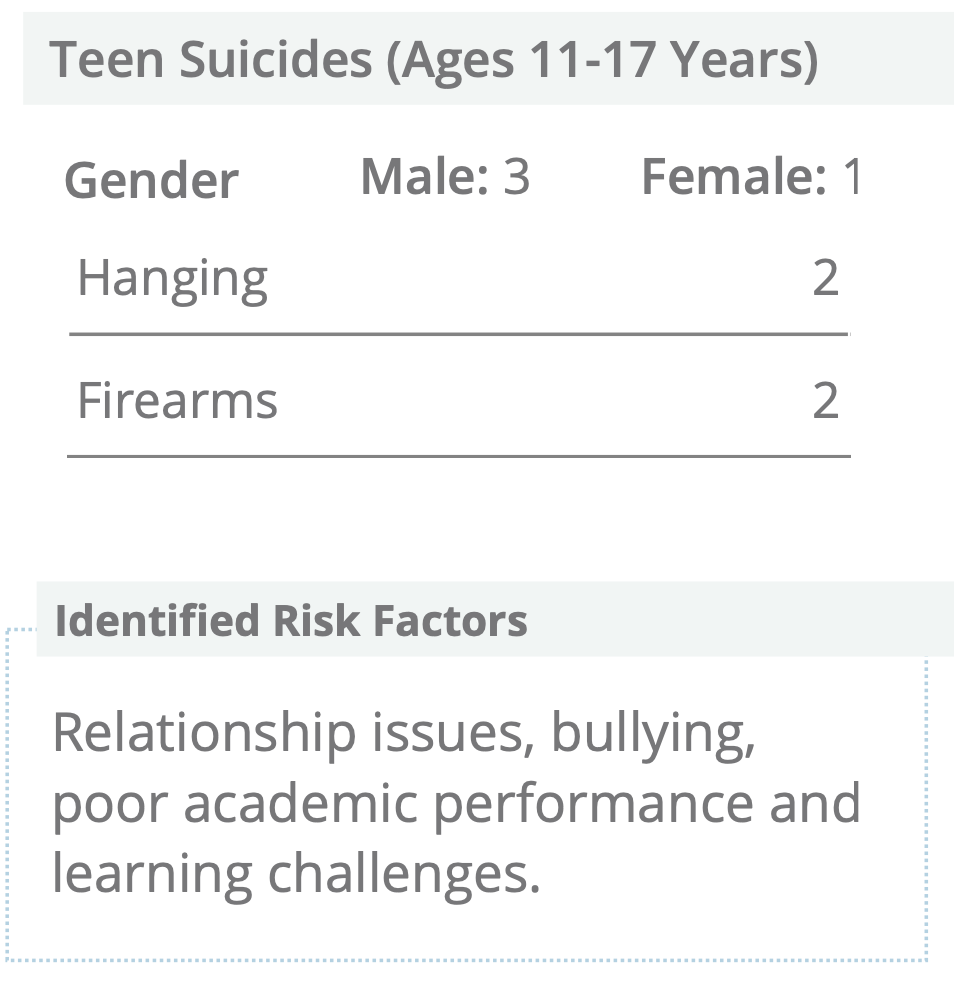 Teen Suicides (Ages 11-17 Years)
Gender Male: 3 Female: 1
Hanging 2
Firearms 2
Identified Risk Factors
Relationship issues, bullying,
poor academic performance and
learning challenges.